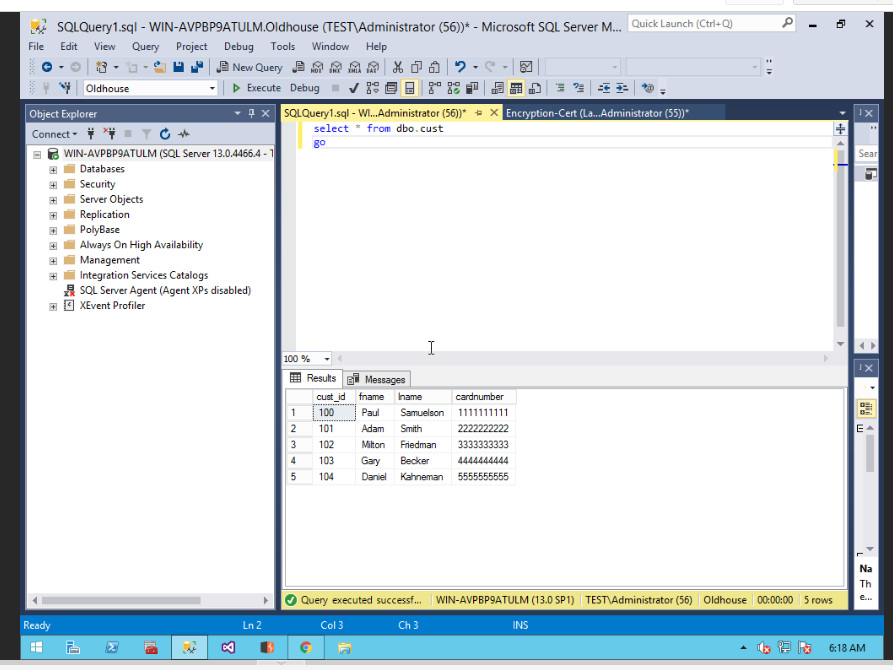 SQLQuery1.sql - WIN-AVPBP9ATULM.Oldhouse (TEST\Administrator (56))* - Microsoft SQL Server M...
Quick Launch (Ctrl+Q)
File Edit View Query Project Debug Tools Window Help
New Query
Oldhouse
Execute Debug
Object Explorer
SQLQuery1.sql - WI...Administrator (56))*
Encryption-Cert (La...Administrator (55))*
Connect
WIN-AVPBP9ATULM (SQL Server 13.0.4466.4 - T
Databases
Security
Server Objects
Replication
PolyBase
Always On High Availability
Management
Integration Services Catalogs
SQL Server Agent (Agent XPs disabled)
XEvent Profiler
select * from dbo.cust
go
Sear
100 %
Results Messages
cust_id fname lname cardnumber
1 100 Paul Samuelson 1111111111
2 101 Adam Smith 2222222222
3 102 Milton Friedman 3333333333
4 103 Gary Becker 4444444444
5 104 Daniel Kahneman 5555555555
Na
Th
e...
Query executed successf... WIN-AVPBP9ATULM (13.0 SP1) TEST\Administrator (56) Oldhouse 00:00:00 5 rows
Ready Ln 2 Col 3 Ch 3 INS
6:18 AM